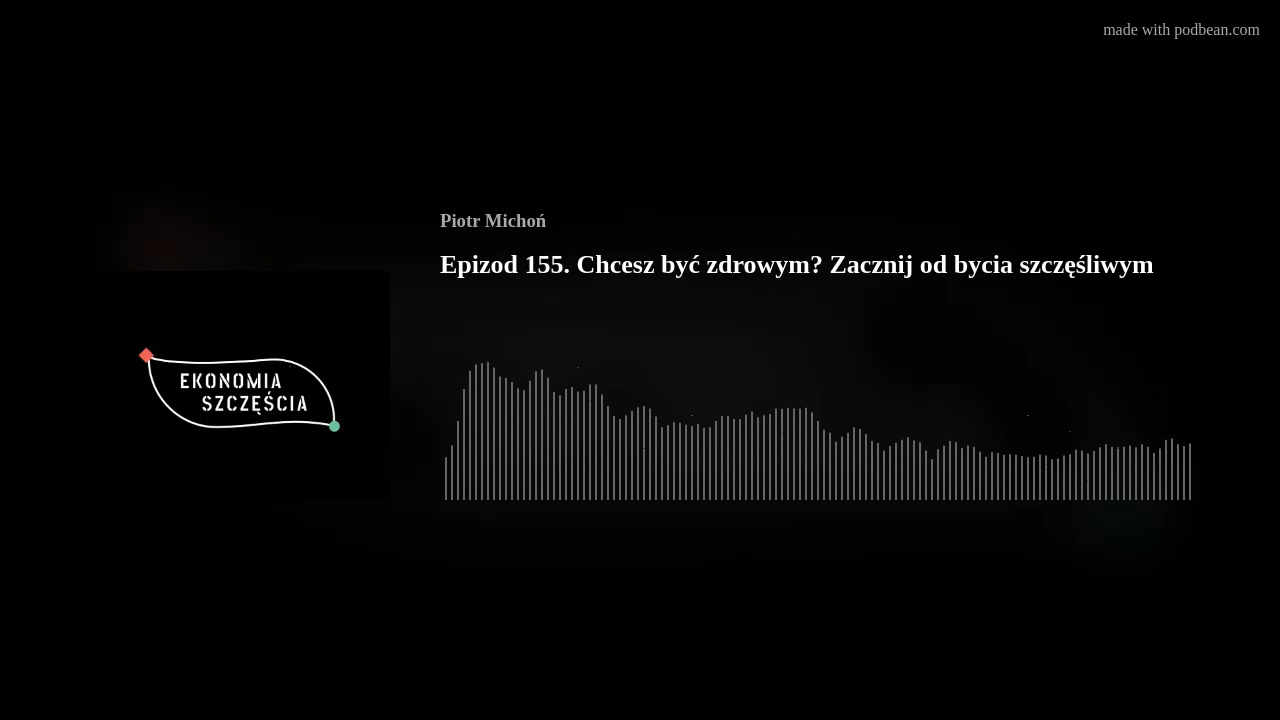 made with podbean.com
Piotr Michoń
Epizod 155. Chcesz być zdrowym? Zacznij od bycia szczęśliwym
EKONOMIA
SZCZĘŚCIA